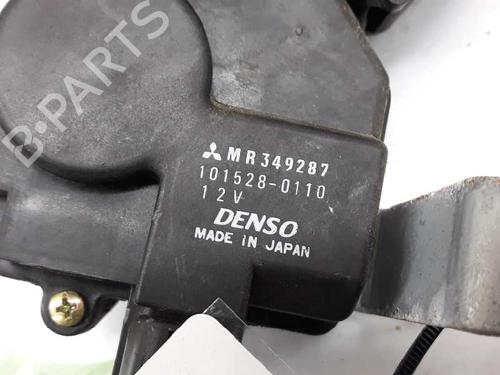 B-PARTS
MR349287
101528-0110
12V
DENSO
MADE IN JAPAN